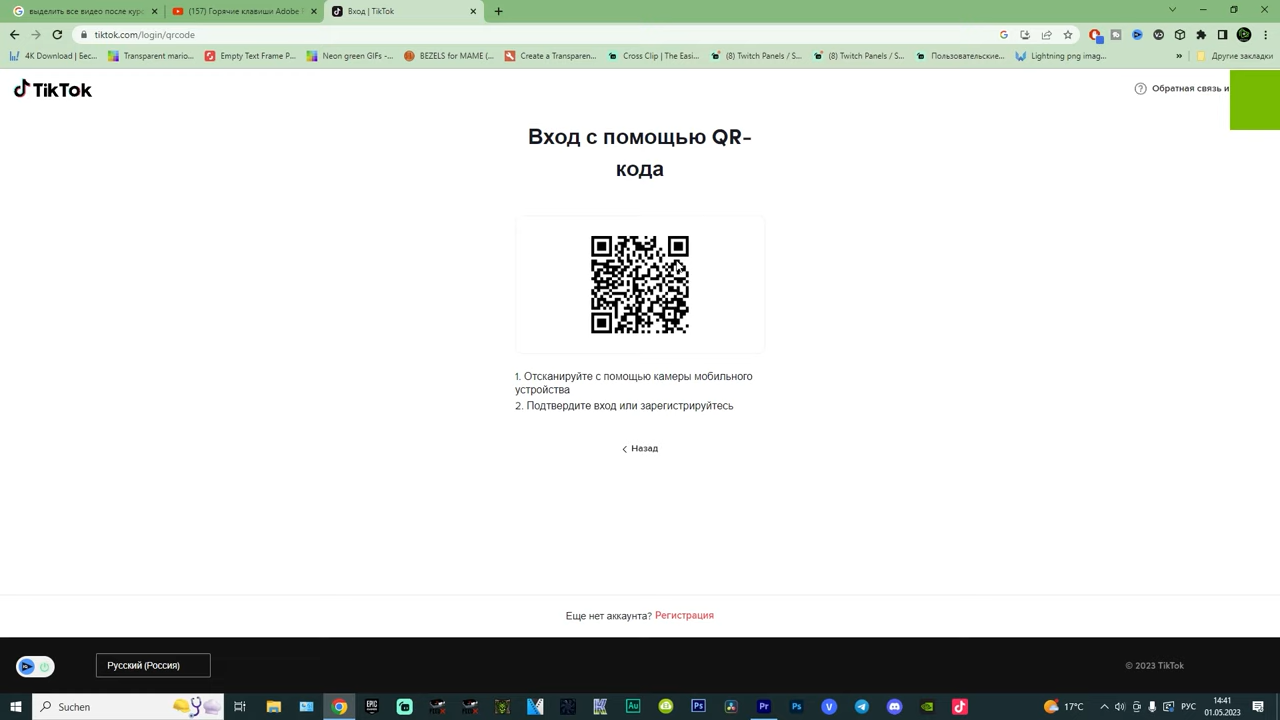 выделить все видео после курс
(157) Горячие клавиши Adobe P
Вход | TikTok
tiktok.com/login/qrcode
4K Download | Бес...
Transparent mario...
Empty Text Frame P...
Neon green GIFs -...
BEZELS for MAME (...
Create a Transparen...
Cross Clip | The Easi...
(8) Twitch Panels / S...
(8) Twitch Panels / S...
Пользовательские...
Lightning png imag...
»
Другие закладки
TikTok
Обратная связь и
Вход с помощью QR-
кода
1. Отсканируйте с помощью камеры мобильного
устройства
2. Подтвердите вход или зарегистрируйтесь
Назад
Еще нет аккаунта? Регистрация
Русский (Россия)
© 2023 TikTok
Suchen
17°C
РУС
14:41
01.05.2023